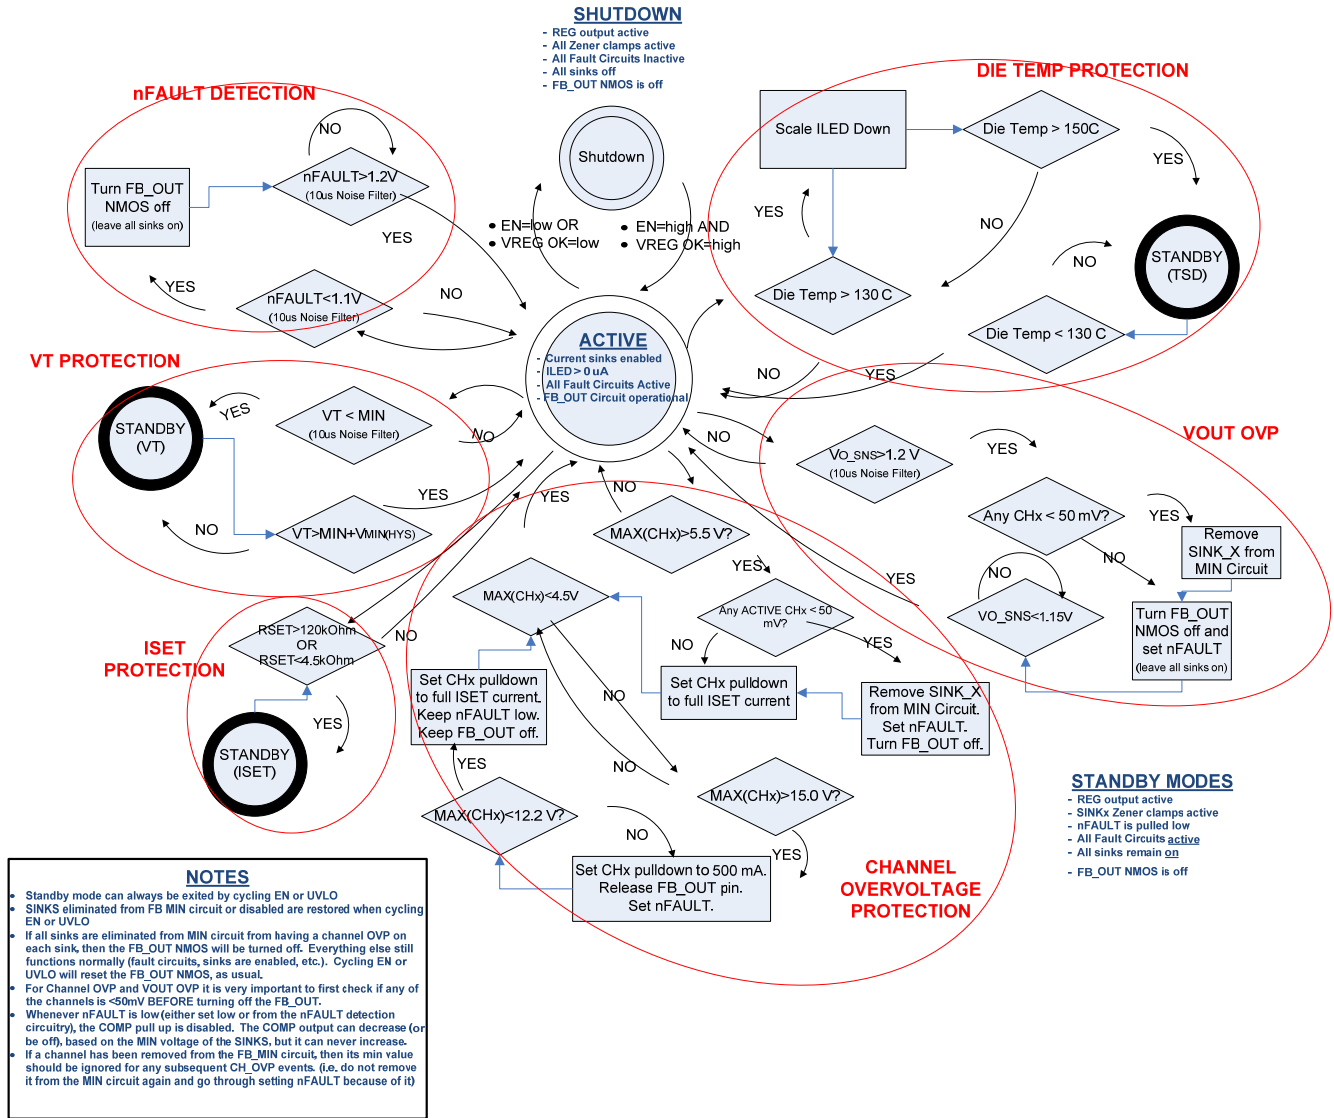 SHUTDOWN
- REG output active
- All Zener clamps active
- All Fault Circuits Inactive
- All sinks off
- FB_OUT NMOS is off
Shutdown
● EN=low OR
● VREG OK=low
● EN=high AND
● VREG OK=high
nFAULT DETECTION
NO
nFAULT>1.2V
(10us Noise Filter)
Turn FB_OUT
NMOS off
(leave all sinks on)
YES
YES
nFAULT<1.1V
(10us Noise Filter)
NO
DIE TEMP PROTECTION
Scale ILED Down
Die Temp > 150C
YES
YES
NO
STANDBY
(TSD)
NO
Die Temp > 130 C
Die Temp < 130 C
NO
YES
ACTIVE
- Current sinks enabled
- ILED > 0 uA
- All Fault Circuits Active
- FB_OUT Circuit operational
VT PROTECTION
STANDBY
(VT)
YES
VT < MIN
(10us Noise Filter)
NO
YES
NO
VT>MIN+VMIN(HYS)
VOUT OVP
NO
VO_SNS>1.2 V
(10us Noise Filter)
YES
Any CHx < 50 mV?
YES
Remove
SINK_X from
MIN Circuit
NO
NO
VO_SNS<1.15V
Turn FB_OUT
NMOS off and
set nFAULT
(leave all sinks on)
YES
ISET
PROTECTION
RSET>120kOhm
OR
RSET<4.5kOhm
NO
YES
STANDBY
(ISET)
YES
NO
MAX(CHx)>5.5 V?
YES
MAX(CHx)<4.5V
Any ACTIVE CHx < 50
mV?
NO
YES
Set CHx pulldown
to full ISET current.
Keep nFAULT low.
Keep FB_OUT off.
Set CHx pulldown
to full ISET current
Remove SINK_X
from MIN Circuit.
Set nFAULT.
Turn FB_OUT off.
NO
NO
YES
MAX(CHx)<12.2 V?
MAX(CHx)>15.0 V?
NO
YES
Set CHx pulldown to 500 mA.
Release FB_OUT pin.
Set nFAULT.
CHANNEL
OVERVOLTAGE
PROTECTION
STANDBY MODES
- REG output active
- SINKx Zener clamps active
- nFAULT is pulled low
- All Fault Circuits active
- All sinks remain on
- FB_OUT NMOS is off
NOTES
● Standby mode can always be exited by cycling EN or UVLO
● SINKS eliminated from FB MIN circuit or disabled are restored when cycling
EN or UVLO
● If all sinks are eliminated from MIN circuit from having a channel OVP on
each sink, then the FB_OUT NMOS will be turned off. Everything else still
functions normally (fault circuits, sinks are enabled, etc.). Cycling EN or
UVLO will reset the FB_OUT NMOS, as usual.
● For Channel OVP and VOUT OVP it is very important to first check if any of
the channels is <50mV BEFORE turning off the FB_OUT.
● Whenever nFAULT is low (either set low or from the nFAULT detection
circuitry), the COMP pull up is disabled. The COMP output can decrease (or
be off), based on the MIN voltage of the SINKS, but it can never increase.
● If a channel has been removed from the FB_MIN circuit, then its min value
should be ignored for any subsequent CH_OVP events. (i.e. do not remove
it from the MIN circuit again and go through setting nFAULT because of it)